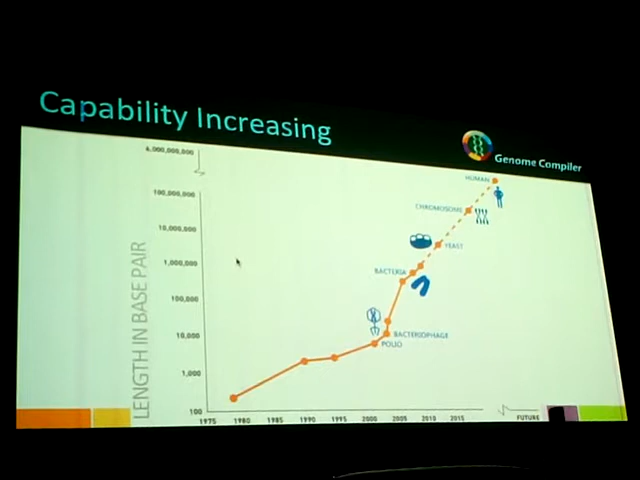 Capability Increasing
Genome Compiler
6,000,000,000
100,000,000
10,000,000
1,000,000
100,000
10,000
1,000
100
LENGTH IN BASE PAIR
HUMAN
CHROMOSOME
YEAST
BACTERIA
BACTERIOPHAGE
POLIO
1975 1980 1985 1990 1995 2000 2005 2010 2015 FUTURE